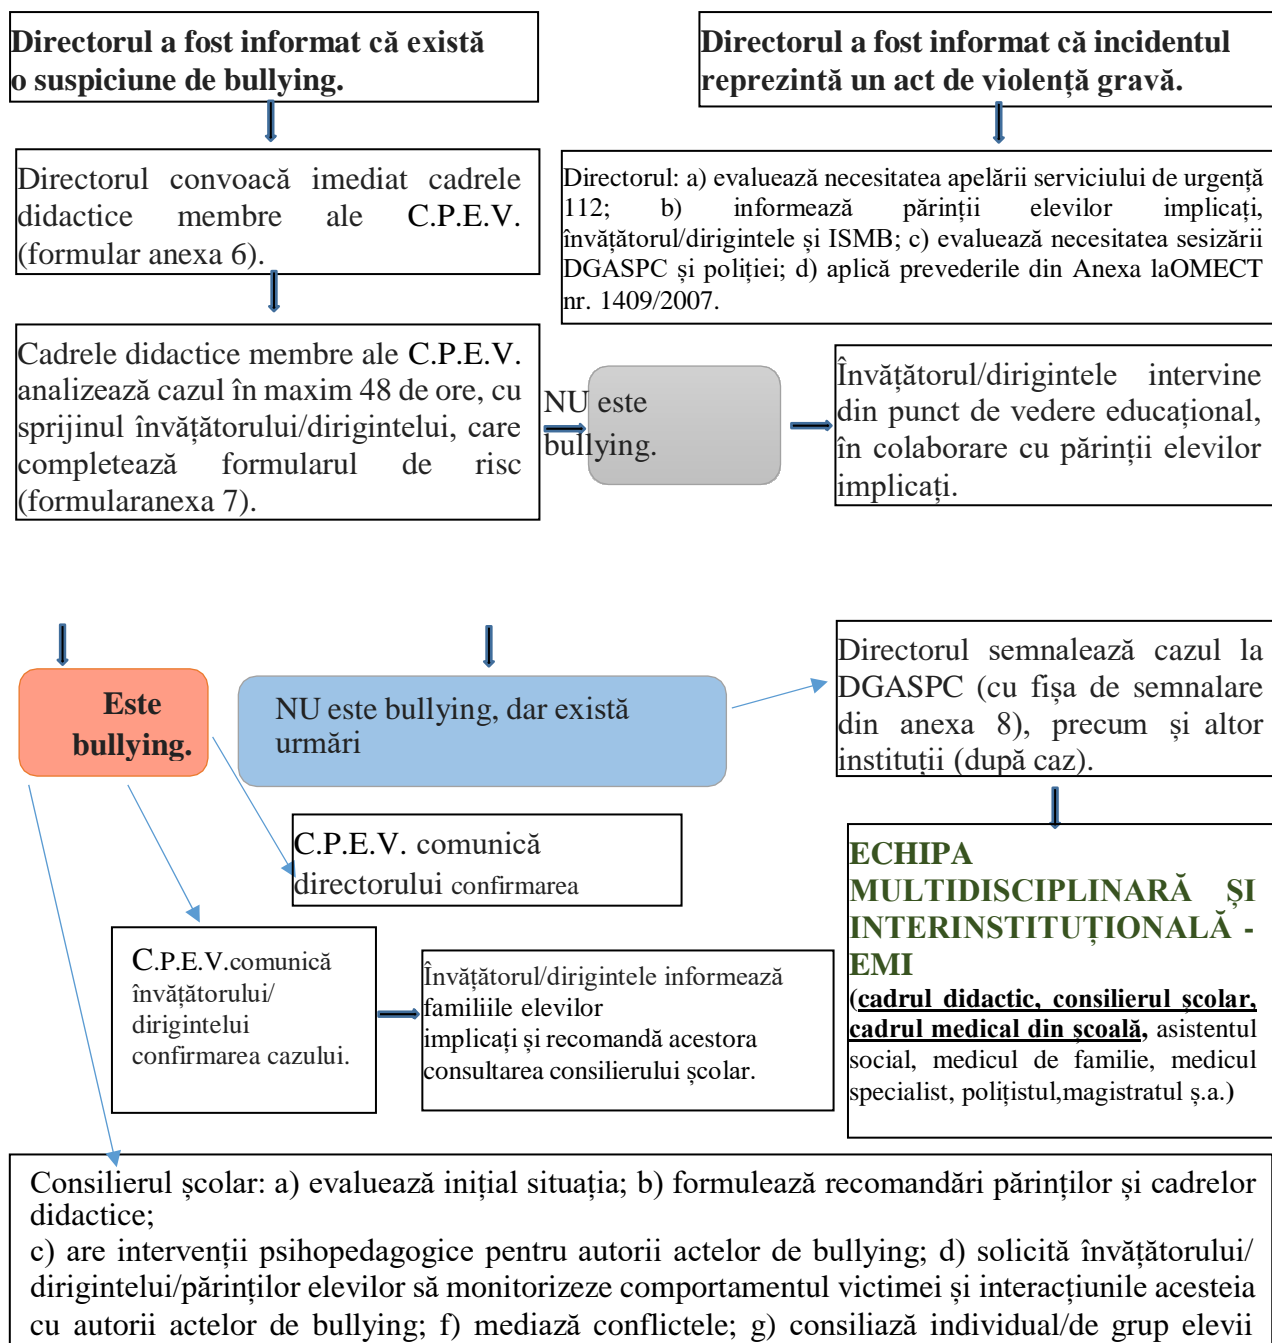 Directorul a fost informat că există
o suspiciune de bullying.
Directorul a fost informat că incidentul
reprezintă un act de violență gravă.
Directorul convoacă imediat cadrele
didactice membre ale C.P.E.V.
(formular anexa 6).
Directorul: a) evaluează necesitatea apelării serviciului de urgență
112; b) informează părinții elevilor implicați,
învățătorul/dirigintele și ISMB; c) evaluează necesitatea sesizării
DGASPC și poliției; d) aplică prevederile din Anexa laOMECT
nr. 1409/2007.
Cadrele didactice membre ale C.P.E.V.
analizează cazul în maxim 48 de ore, cu
sprijinul învățătorului/dirigintelui, care
completează formularul de risc
(formularanexa 7).
NU este
bullying.
Învățătorul/dirigintele intervine
din punct de vedere educațional,
în colaborare cu părinții elevilor
implicați.
Este
bullying.
NU este bullying, dar există
urmări
Directorul semnalează cazul la
DGASPC (cu fișa de semnalare
din anexa 8), precum și altor
instituții (după caz).
C.P.E.V. comunică
directorului confirmarea
ECHIPA
MULTIDISCIPLINARĂ ȘI
INTERINSTITUȚIONALĂ -
EMI
(cadrul didactic, consilierul școlar,
cadrul medical din școală, asistentul
social, medicul de familie, medicul
specialist, polițistul,magistratul ș.a.)
C.P.E.V.comunică
învățătorului/
dirigintelui
confirmarea cazului.
Învățătorul/dirigintele informează
familiile elevilor
implicați și recomandă acestora
consultarea consilierului școlar.
Consilierul școlar: a) evaluează inițial situația; b) formulează recomandări părinților și cadrelor
didactice;
c) are intervenții psihopedagogice pentru autorii actelor de bullying; d) solicită învățătorului/
dirigintelui/părinților elevilor să monitorizeze comportamentul victimei și interacțiunile acesteia
cu autorii actelor de bullying; f) mediază conflictele; g) consiliază individual/de grup elevii